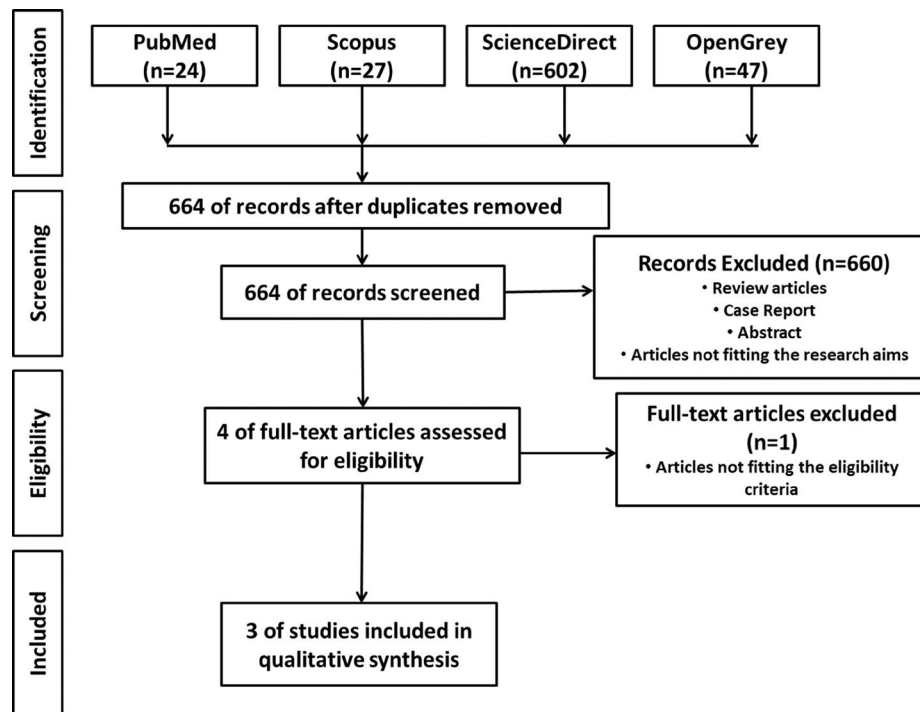 Identification
PubMed
(n=24)
Scopus
(n=27)
ScienceDirect
(n=602)
OpenGrey
(n=47)
Screening
664 of records after duplicates removed
664 of records screened
Records Excluded (n=660)
• Review articles
• Case Report
• Abstract
• Articles not fitting the research aims
Eligibility
4 of full-text articles assessed
for eligibility
Full-text articles excluded
(n=1)
• Articles not fitting the eligibility
criteria
Included
3 of studies included in
qualitative synthesis